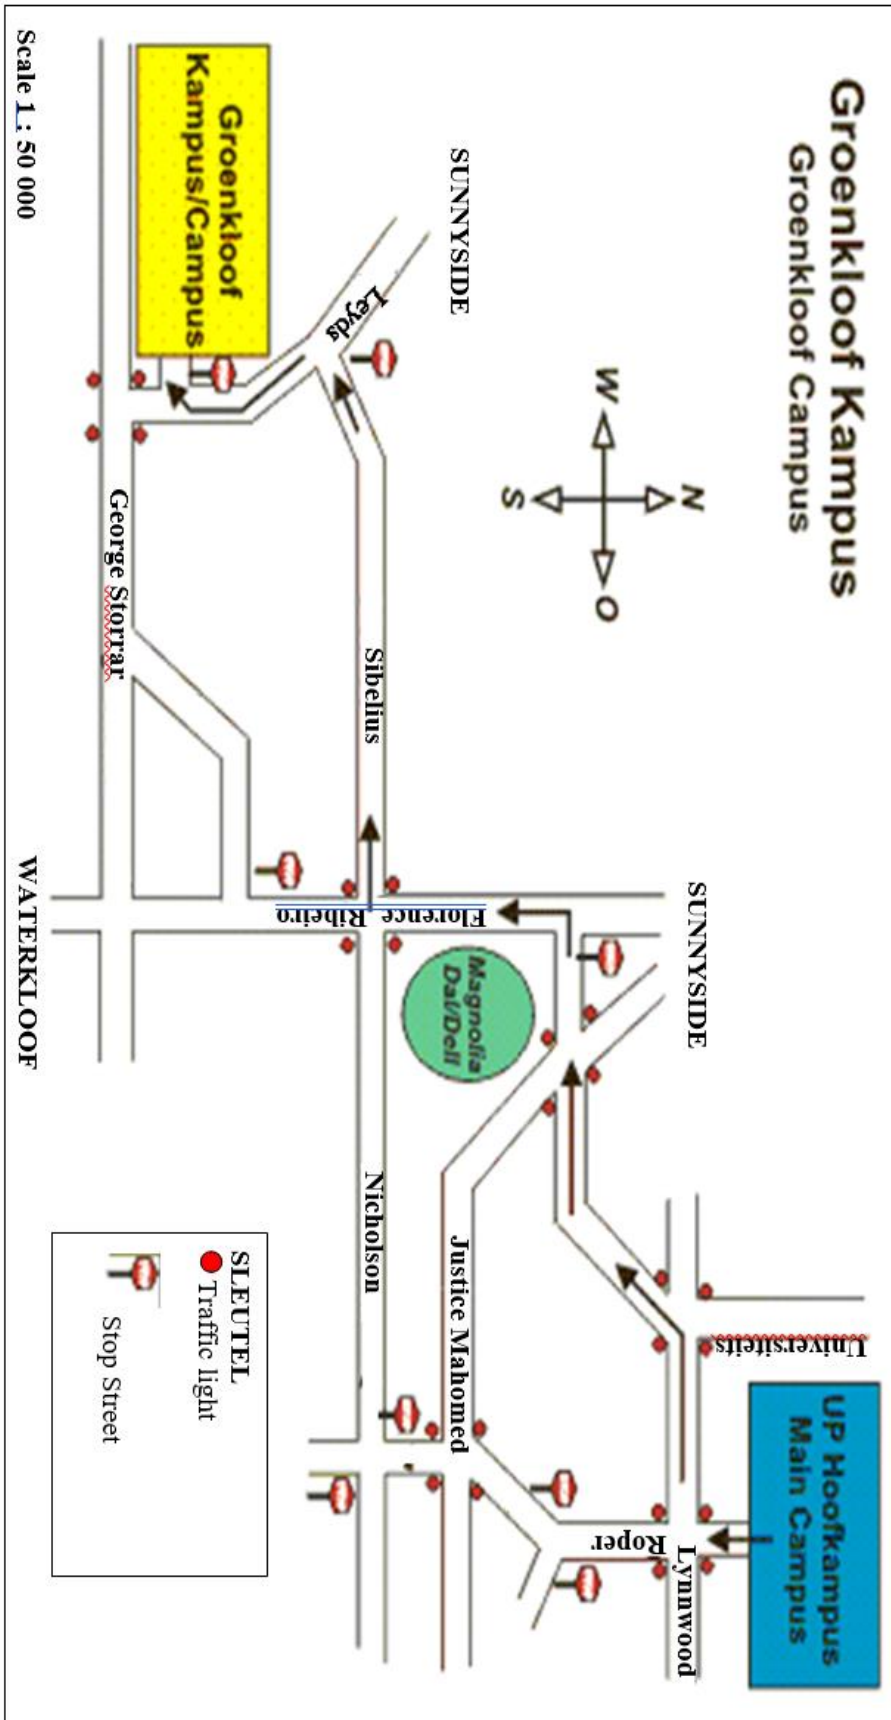 Groenkloof Kampus
Groenkloof Campus
SUNNYSIDE
Groenkloof
Kampus/Campus
Leyds
W
N
S
O
Scale 1 : 50 000
George Storrar
Sibelius
SUNNYSIDE
Florence Ribeiro
Magnolia
Dal/Dell
WATERKLOOF
Nicholson
Justice Mahomed
Universiteits
UP Hoofkampus
Main Campus
Roper
Lynnwood
SLEUTEL
Traffic light
Stop Street